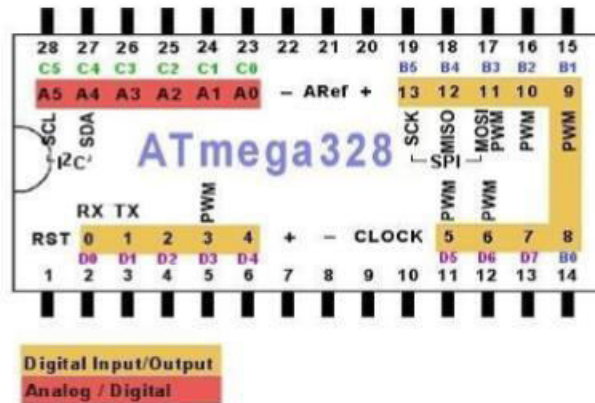 28 27 26 25 24 23 22 21 20 19 18 17 16 15
C5 C4 C3 C2 C1 C0 B5 B4 B3 B2 B1
A5 A4 A3 A2 A1 A0 − ARef + 13 12 11 10 9
SCL SDA SCK MISO MOSI PWM PWM PWM
I²C SPI
ATmega328
RX TX PWM PWM PWM
RST 0 1 2 3 4 + − CLOCK 5 6 7 8
D0 D1 D2 D3 D4 D5 D6 D7 B0
1 2 3 4 5 6 7 8 9 10 11 12 13 14
Digital Input/Output
Analog / Digital